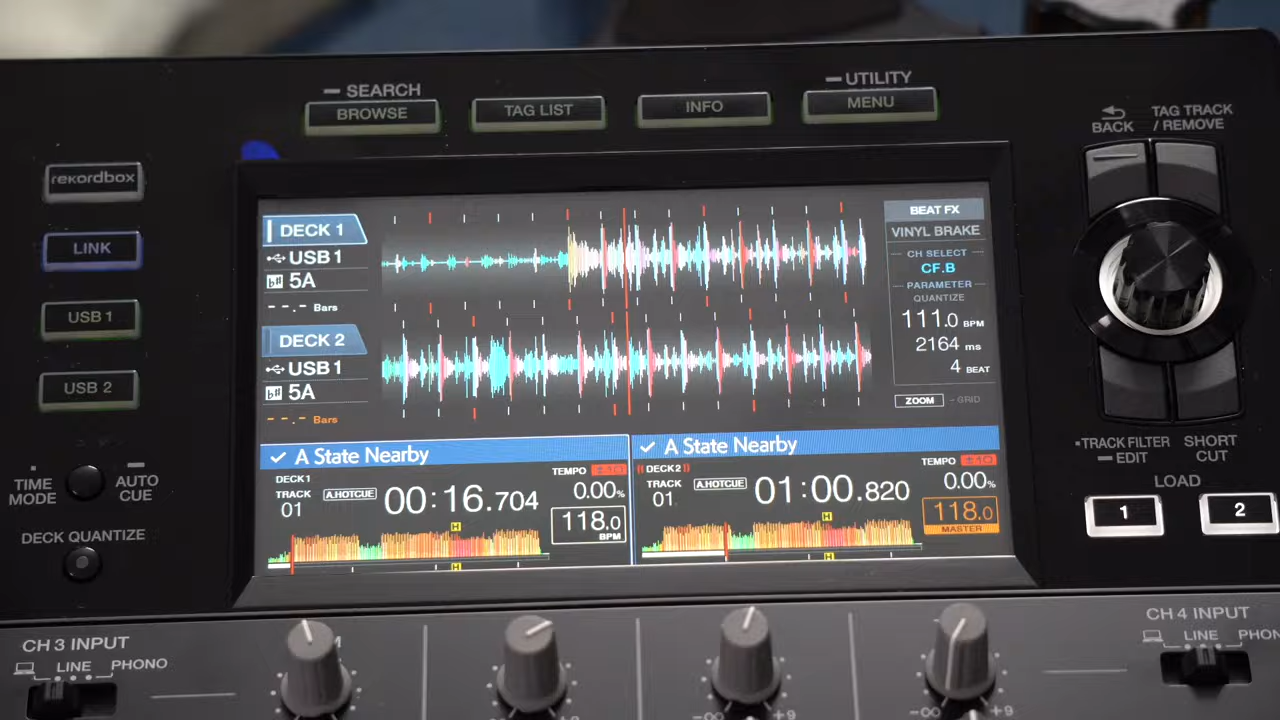 SEARCH
UTILITY
BROWSE
TAG LIST
INFO
MENU
BACK
TAG TRACK
/ REMOVE
rekordbox
LINK
USB 1
USB 2
TIME
MODE
AUTO
CUE
DECK QUANTIZE
DECK 1
USB 1
5A
--.- Bars
DECK 2
USB 1
5A
--.- Bars
BEAT FX
VINYL BRAKE
CH SELECT
CF.B
PARAMETER
QUANTIZE
111.0 BPM
2164 ms
4 BEAT
ZOOM - GRID
A State Nearby
DECK1
TRACK
01
A.HOTCUE
00:16.704
TEMPO ±10
0.00%
118.0
BPM
H
H
A State Nearby
DECK2
TRACK
01
A.HOTCUE
01:00.820
TEMPO ±10
0.00%
118.0
MASTER
H
H
TRACK FILTER
EDIT
SHORT
CUT
LOAD
1
2
CH 3 INPUT
LINE
PHONO
-∞
+9
-∞
+9
CH 4 INPUT
LINE
PHON